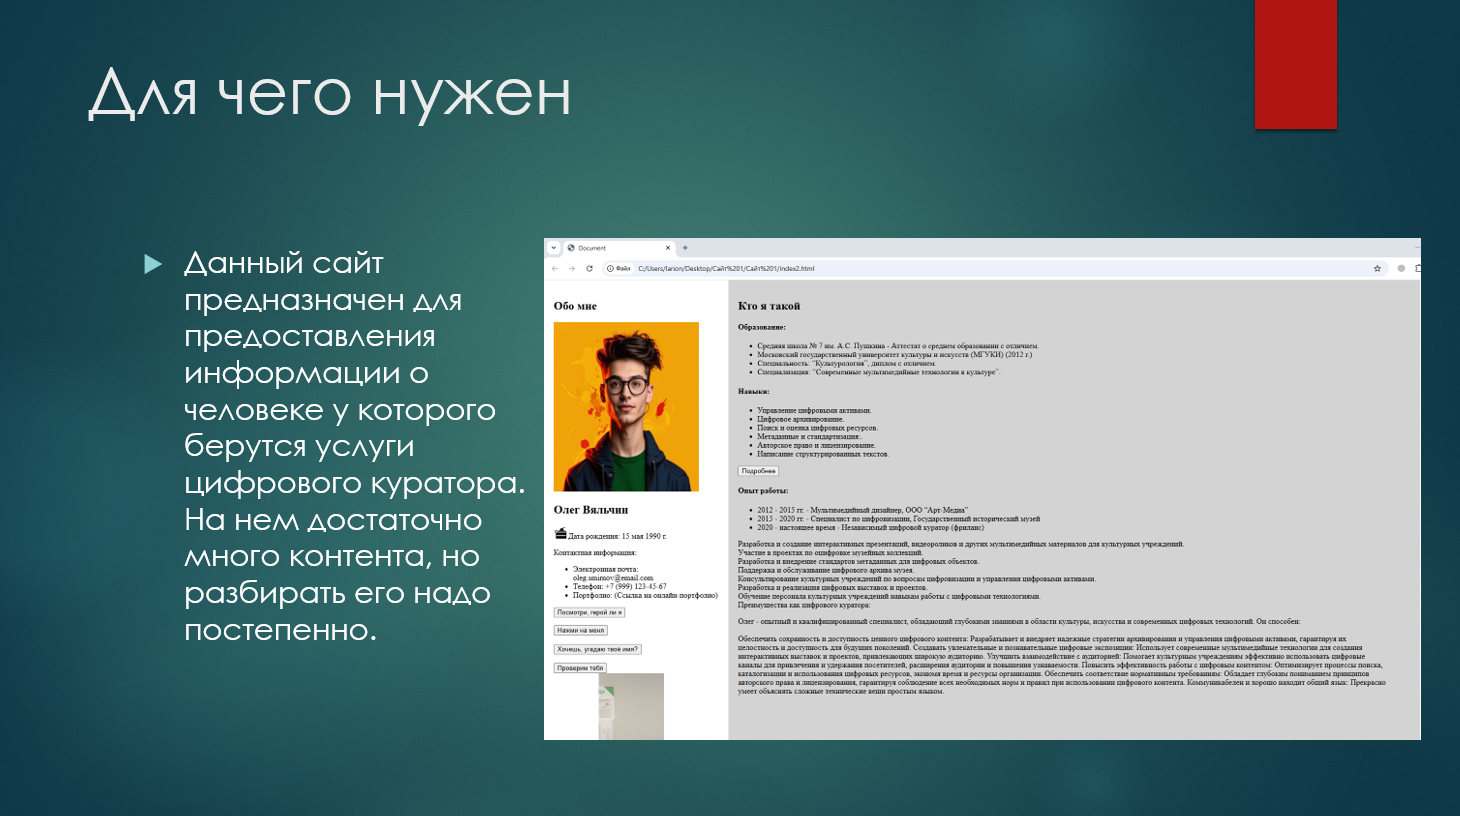 Для чего нужен
Данный сайт
предназначен для
предоставления
информации о
человеке у которого
берутся услуги
цифрового куратора.
На нем достаточно
много контента, но
разбирать его надо
постепенно.
Document
Файл
C:/Users/larion/Desktop/Сайт%201/Сайт%201/index2.html
Обо мне
Олег Вяльчин
Дата рождения: 15 мая 1990 г.
Контактная информация:
Электронная почта:
oleg.smirnov@email.com
Телефон: +7 (999) 123-45-67
Портфолио: (Ссылка на онлайн-портфолио)
Посмотри, герой ли я
Нажми на меня
Хочешь, угадаю твоё имя?
Проверим тебя
Кто я такой
Образование:
Средняя школа № 7 им. А.С. Пушкина - Аттестат о среднем образовании с отличием.
Московский государственный университет культуры и искусств (МГУКИ) (2012 г.)
Специальность: "Культурология", диплом с отличием.
Специализация: "Современные мультимедийные технологии в культуре".
Навыки:
Управление цифровыми активами.
Цифровое архивирование.
Поиск и оценка цифровых ресурсов.
Метаданные и стандартизация:.
Авторское право и лицензирование.
Написание структурированных текстов.
Подробнее
Опыт работы:
2012 - 2015 гг. - Мультимедийный дизайнер, ООО "Арт-Медиа"
2015 - 2020 гг. - Специалист по цифровизации, Государственный исторический музей
2020 - настоящее время - Независимый цифровой куратор (фриланс)
Разработка и создание интерактивных презентаций, видеороликов и других мультимедийных материалов для культурных учреждений.
Участие в проектах по оцифровке музейных коллекций.
Разработка и внедрение стандартов метаданных для цифровых объектов.
Поддержка и обслуживание цифрового архива музея.
Консультирование культурных учреждений по вопросам цифровизации и управления цифровыми активами.
Разработка и реализация цифровых выставок и проектов.
Обучение персонала культурных учреждений навыкам работы с цифровыми технологиями.
Преимущества как цифрового куратора:
Олег - опытный и квалифицированный специалист, обладающий глубокими знаниями в области культуры, искусства и современных цифровых технологий. Он способен:
Обеспечить сохранность и доступность ценного цифрового контента: Разрабатывает и внедряет надежные стратегии архивирования и управления цифровыми активами, гарантируя их
целостность и доступность для будущих поколений. Создавать увлекательные и познавательные цифровые экспозиции: Использует современные мультимедийные технологии для создания
интерактивных выставок и проектов, привлекающих широкую аудиторию. Улучшить взаимодействие с аудиторией: Помогает культурным учреждениям эффективно использовать цифровые
каналы для привлечения и удержания посетителей, расширения аудитории и повышения узнаваемости. Повысить эффективность работы с цифровым контентом: Оптимизирует процессы поиска,
каталогизации и использования цифровых ресурсов, экономя время и ресурсы организации. Обеспечить соответствие нормативным требованиям: Обладает глубоким пониманием принципов
авторского права и лицензирования, гарантируя соблюдение всех необходимых норм и правил при использовании цифрового контента. Коммуникабелен и хорошо находит общий язык: Прекрасно
умеет объяснять сложные технические вещи простым языком.